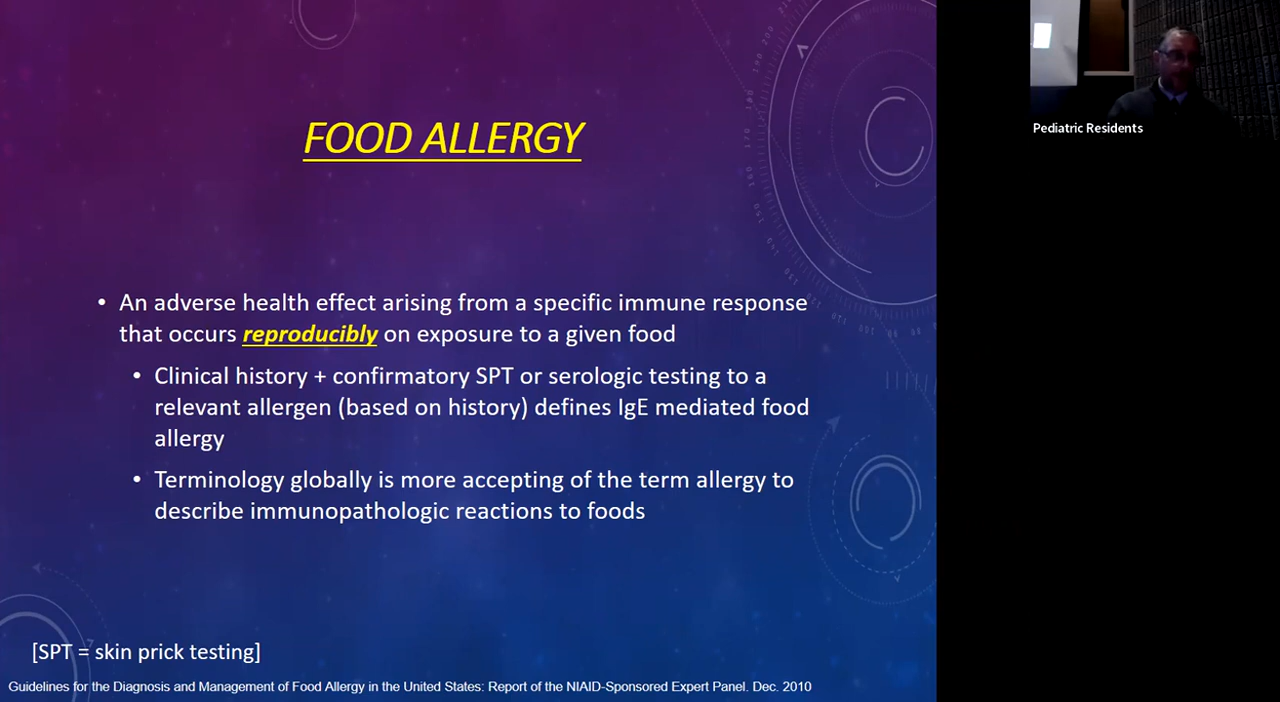 FOOD ALLERGY
• An adverse health effect arising from a specific immune response
that occurs reproducibly on exposure to a given food
• Clinical history + confirmatory SPT or serologic testing to a
relevant allergen (based on history) defines IgE mediated food
allergy
• Terminology globally is more accepting of the term allergy to
describe immunopathologic reactions to foods
[SPT = skin prick testing]
Guidelines for the Diagnosis and Management of Food Allergy in the United States: Report of the NIAID-Sponsored Expert Panel. Dec. 2010
Pediatric Residents